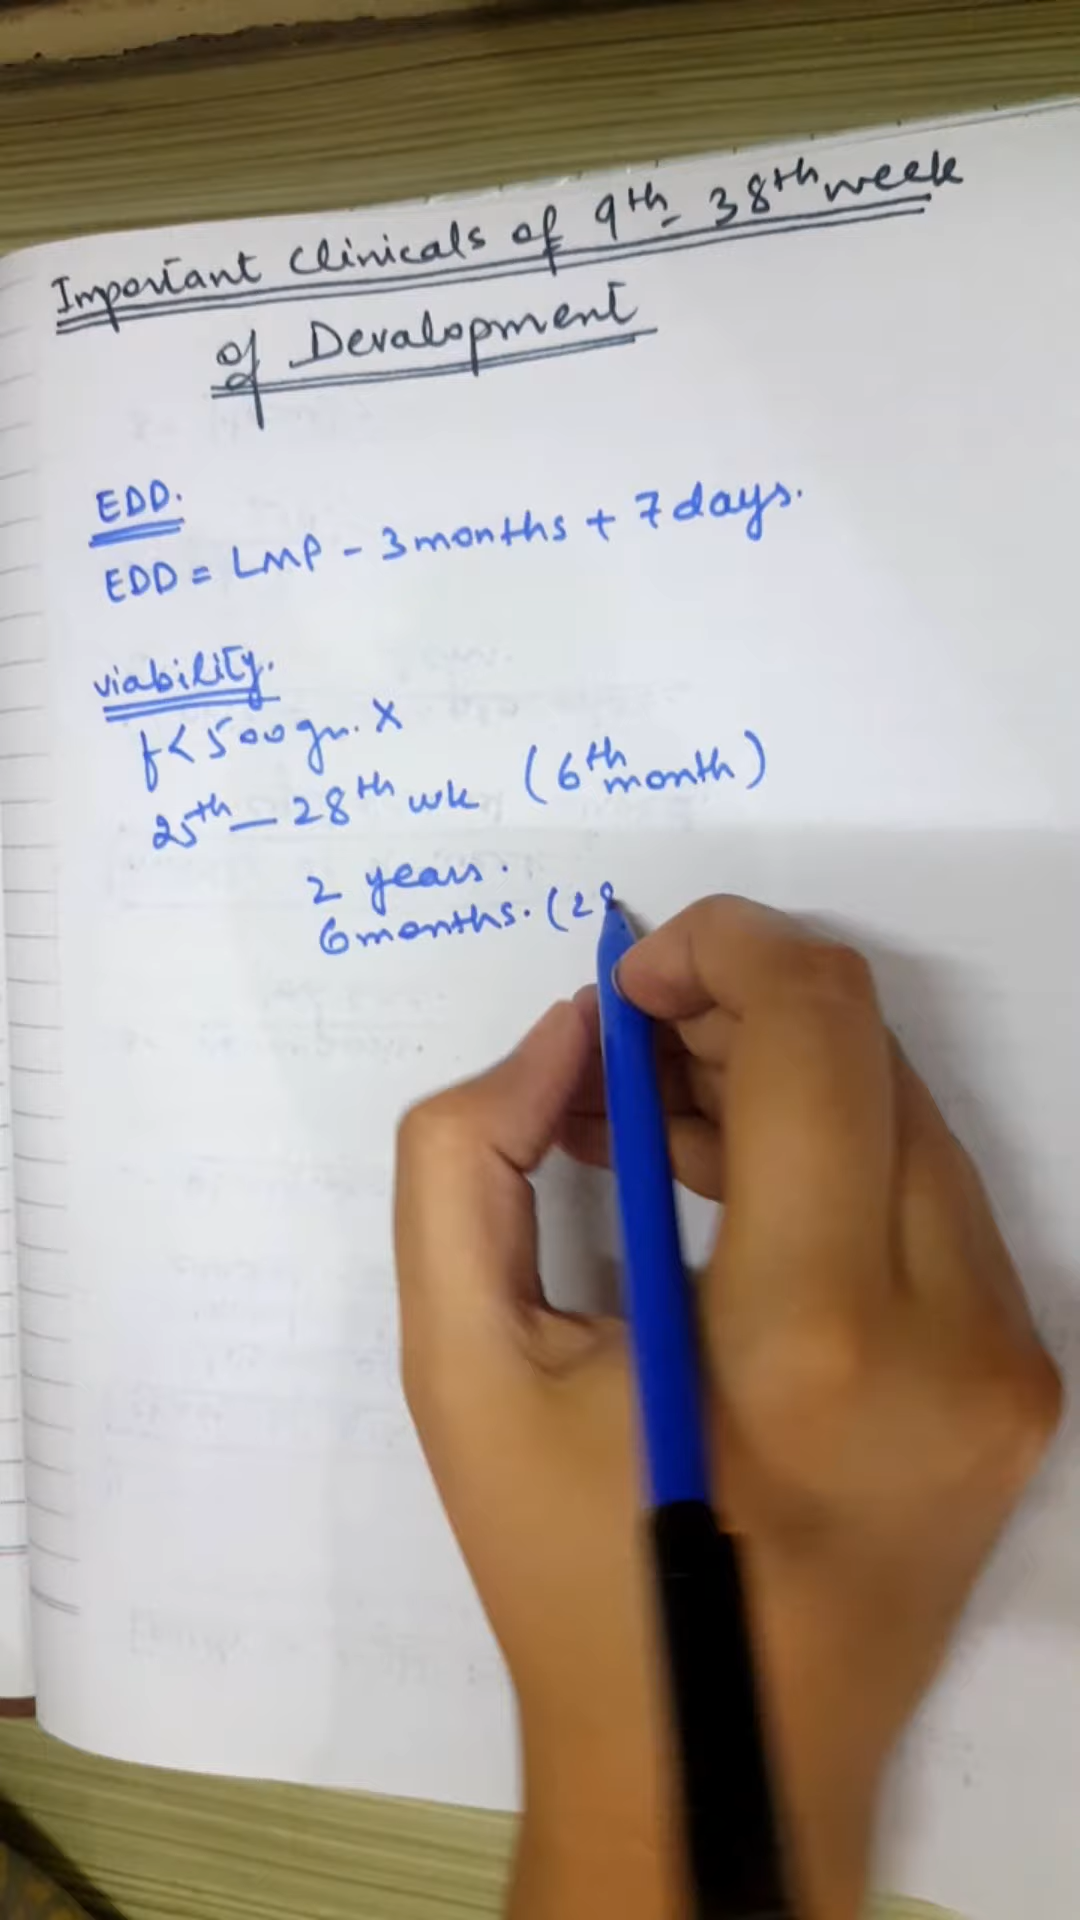 Important Clinicals of 9th - 38th week
of Devalopment
EDD.
EDD = LMP - 3 months + 7 days.
viability.
f < 500 gm. X
25th — 28th wk (6th month)
2 years.
6 months. (28